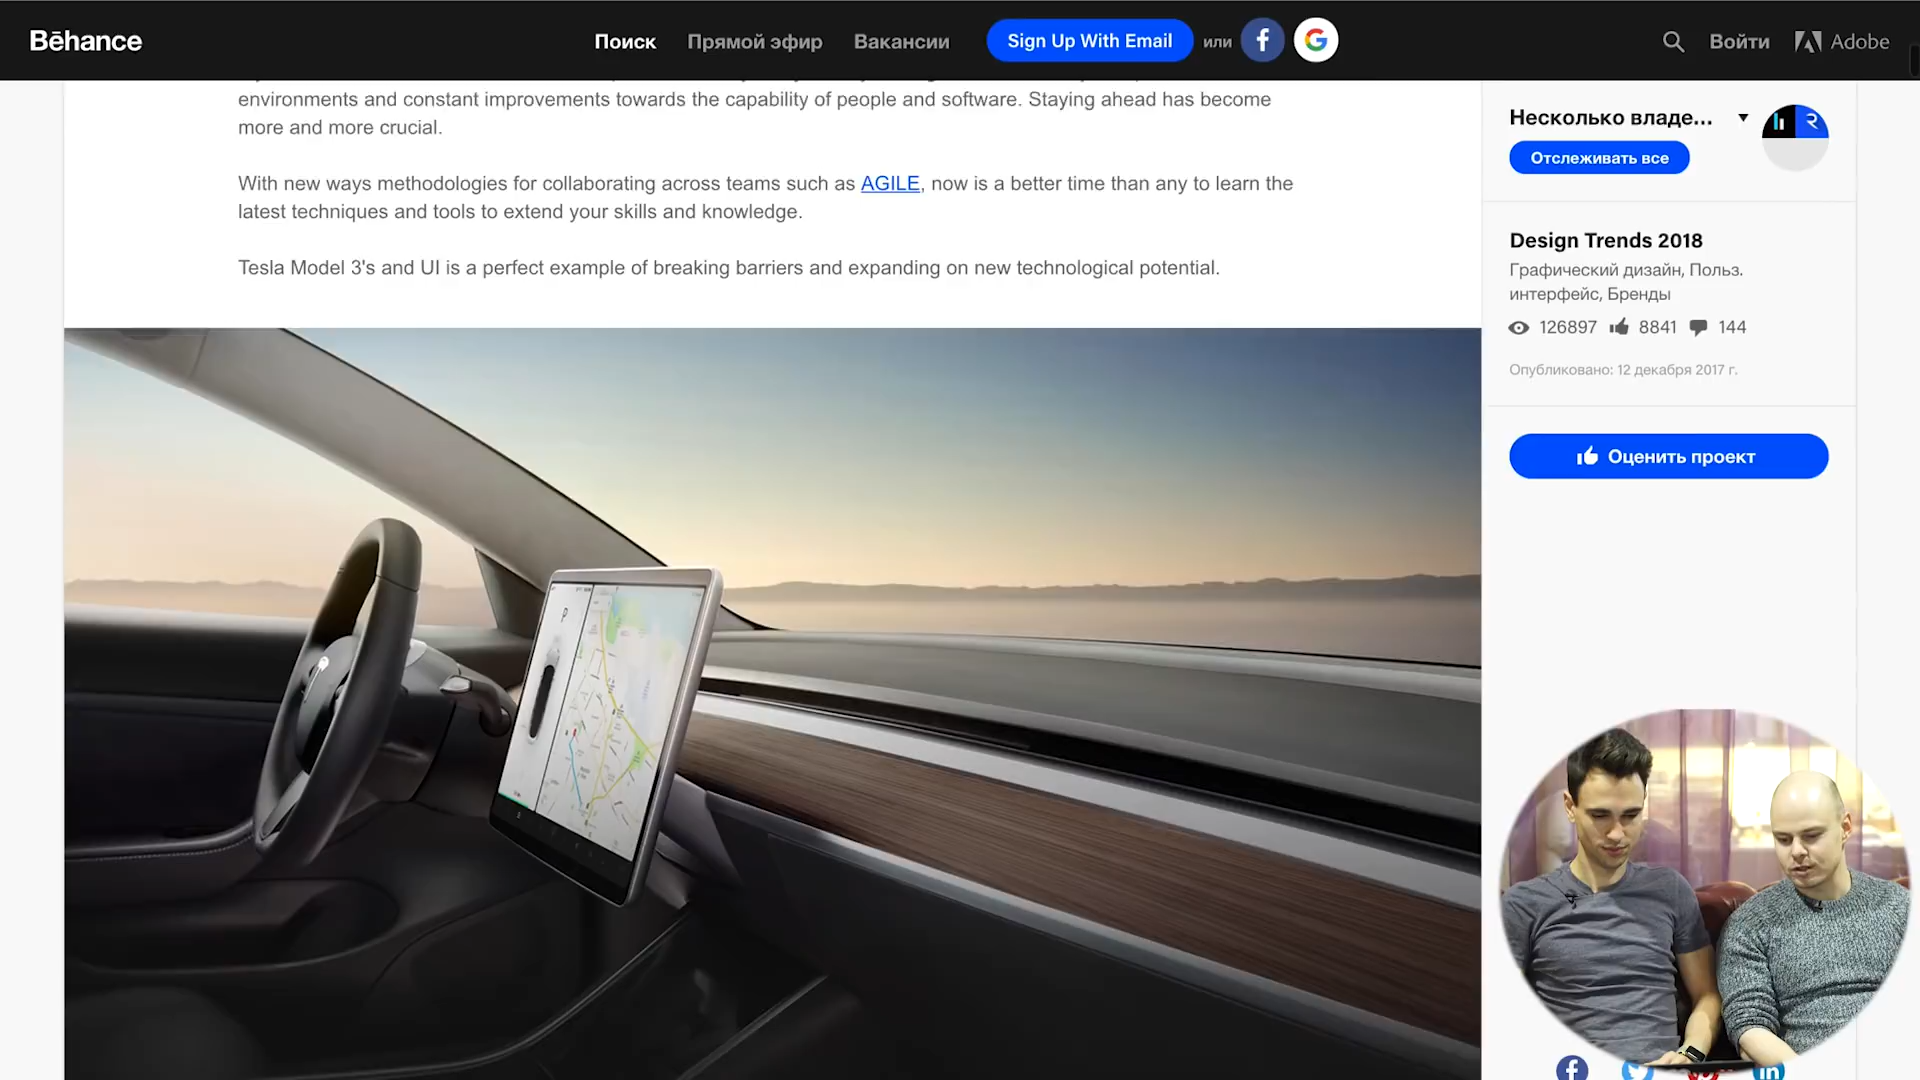 Bēhance
Поиск
Прямой эфир
Вакансии
Sign Up With Email
или
Войти
Adobe
environments and constant improvements towards the capability of people and software. Staying ahead has become
more and more crucial.
With new ways methodologies for collaborating across teams such as AGILE, now is a better time than any to learn the
latest techniques and tools to extend your skills and knowledge.
Tesla Model 3's and UI is a perfect example of breaking barriers and expanding on new technological potential.
Несколько владе...
Отслеживать все
Design Trends 2018
Графический дизайн, Польз.
интерфейс, Бренды
126897
8841
144
Опубликовано: 12 декабря 2017 г.
Оценить проект
P